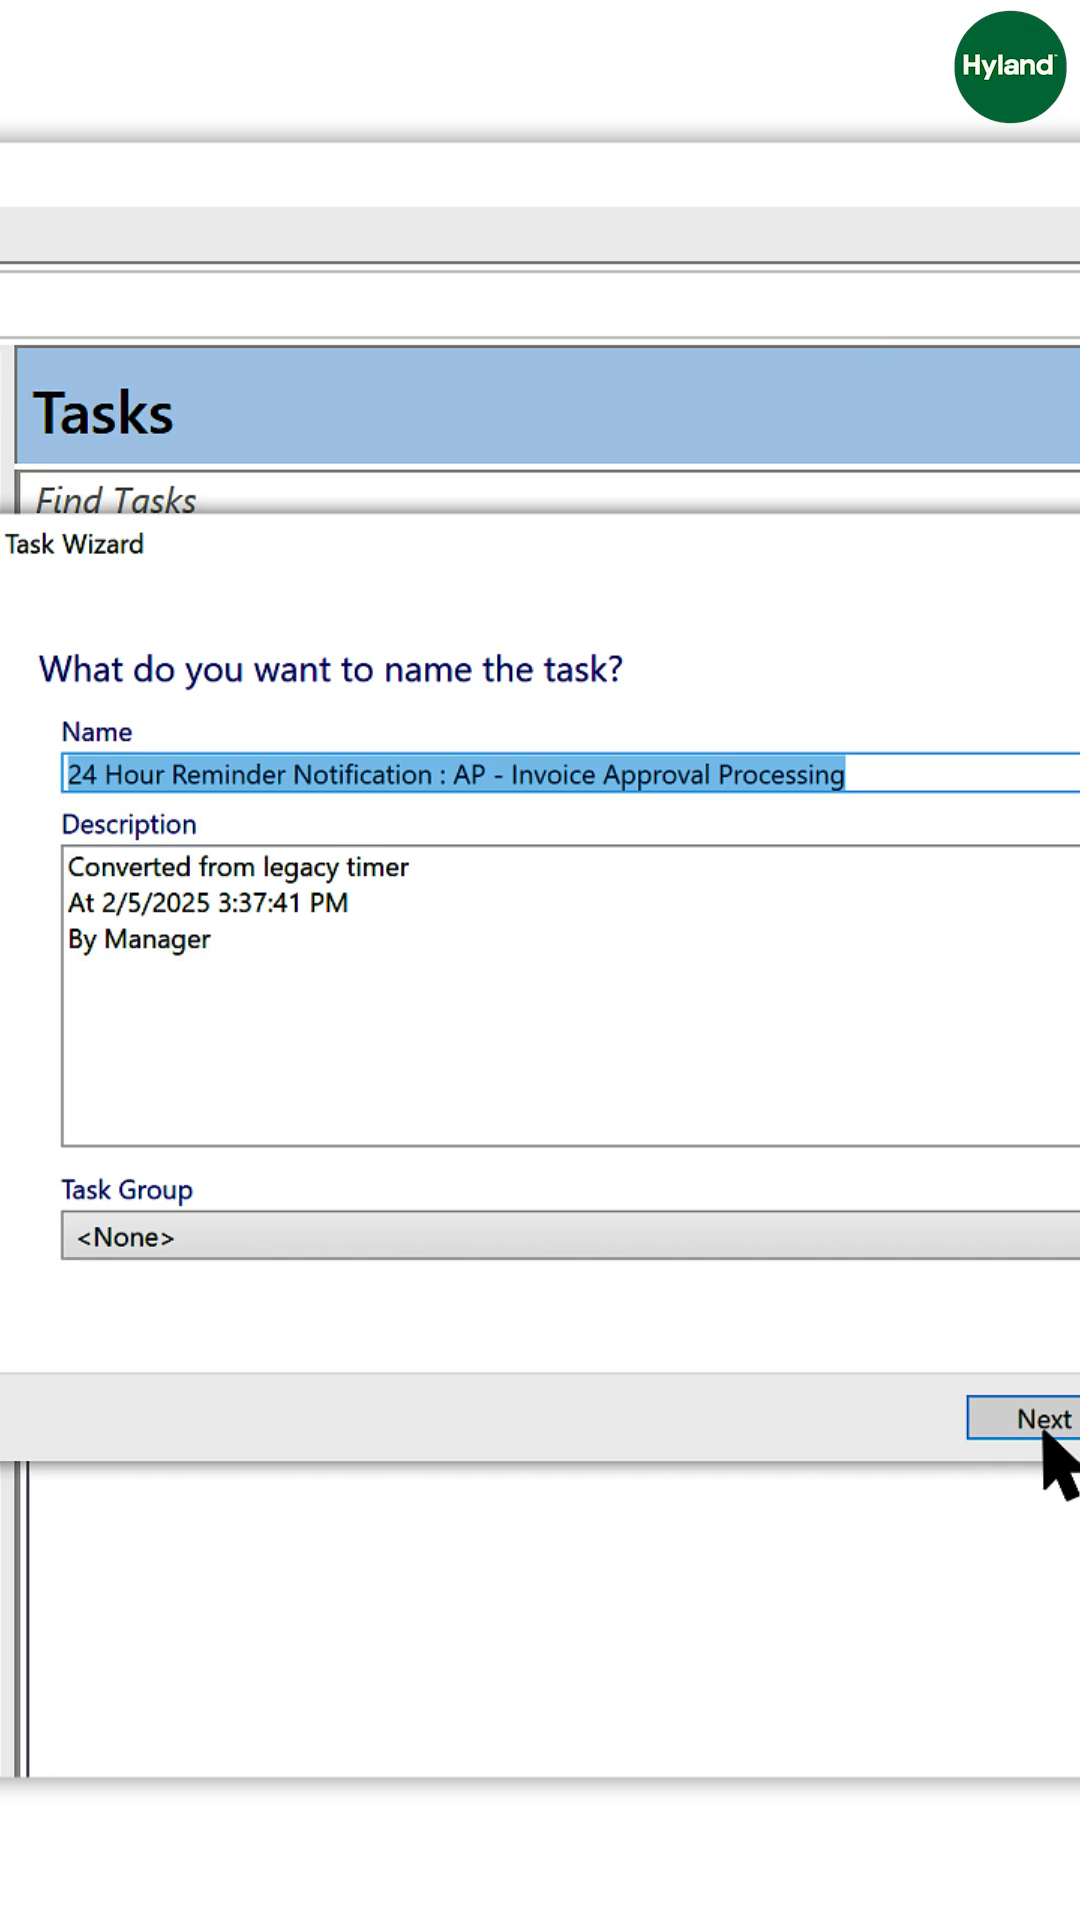 Hyland
Tasks
Find Tasks
Task Wizard
What do you want to name the task?
Name
24 Hour Reminder Notification : AP - Invoice Approval Processing
Description
Converted from legacy timer
At 2/5/2025 3:37:41 PM
By Manager
Task Group
<None>
Next